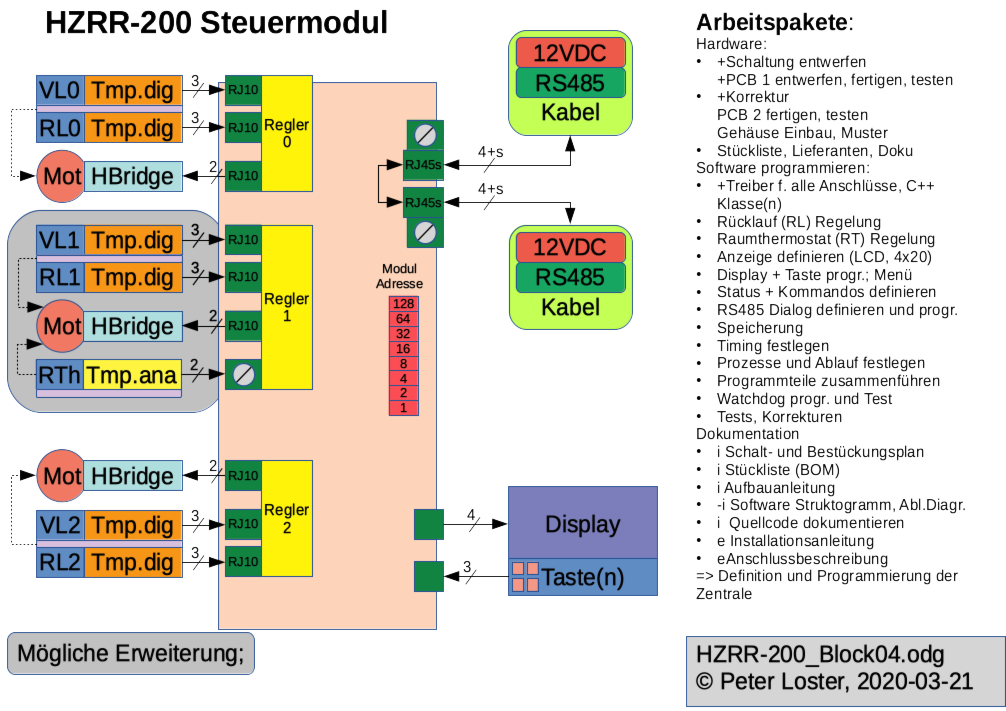 HZRR-200 Steuermodul
VL0 Tmp.dig 3 RJ10
RL0 Tmp.dig 3 RJ10
Mot HBridge 2 RJ10
Regler
0
VL1 Tmp.dig 3 RJ10
RL1 Tmp.dig 3 RJ10
Mot HBridge 2 RJ10
RTh Tmp.ana 2
Regler
1
Mot HBridge 2 RJ10
VL2 Tmp.dig 3 RJ10
RL2 Tmp.dig 3 RJ10
Regler
2
Mögliche Erweiterung;
12VDC
RS485
Kabel
RJ45s 4+s
RJ45s 4+s
12VDC
RS485
Kabel
Modul
Adresse
128
64
32
16
8
4
2
1
4 Display
3 Taste(n)
Arbeitspakete:
Hardware:
• +Schaltung entwerfen
+PCB 1 entwerfen, fertigen, testen
• +Korrektur
PCB 2 fertigen, testen
Gehäuse Einbau, Muster
• Stückliste, Lieferanten, Doku
Software programmieren:
• +Treiber f. alle Anschlüsse, C++
Klasse(n)
• Rücklauf (RL) Regelung
• Raumthermostat (RT) Regelung
• Anzeige definieren (LCD, 4x20)
• Display + Taste progr.; Menü
• Status + Kommandos definieren
• RS485 Dialog definieren und progr.
• Speicherung
• Timing festlegen
• Prozesse und Ablauf festlegen
• Programmteile zusammenführen
• Watchdog progr. und Test
• Tests, Korrekturen
Dokumentation
• i Schalt- und Bestückungsplan
• i Stückliste (BOM)
• i Aufbauanleitung
• -i Software Struktogramm, Abl.Diagr.
• i Quellcode dokumentieren
• e Installationsanleitung
• eAnschlussbeschreibung
=> Definition und Programmierung der
Zentrale
HZRR-200_Block04.odg
© Peter Loster, 2020-03-21